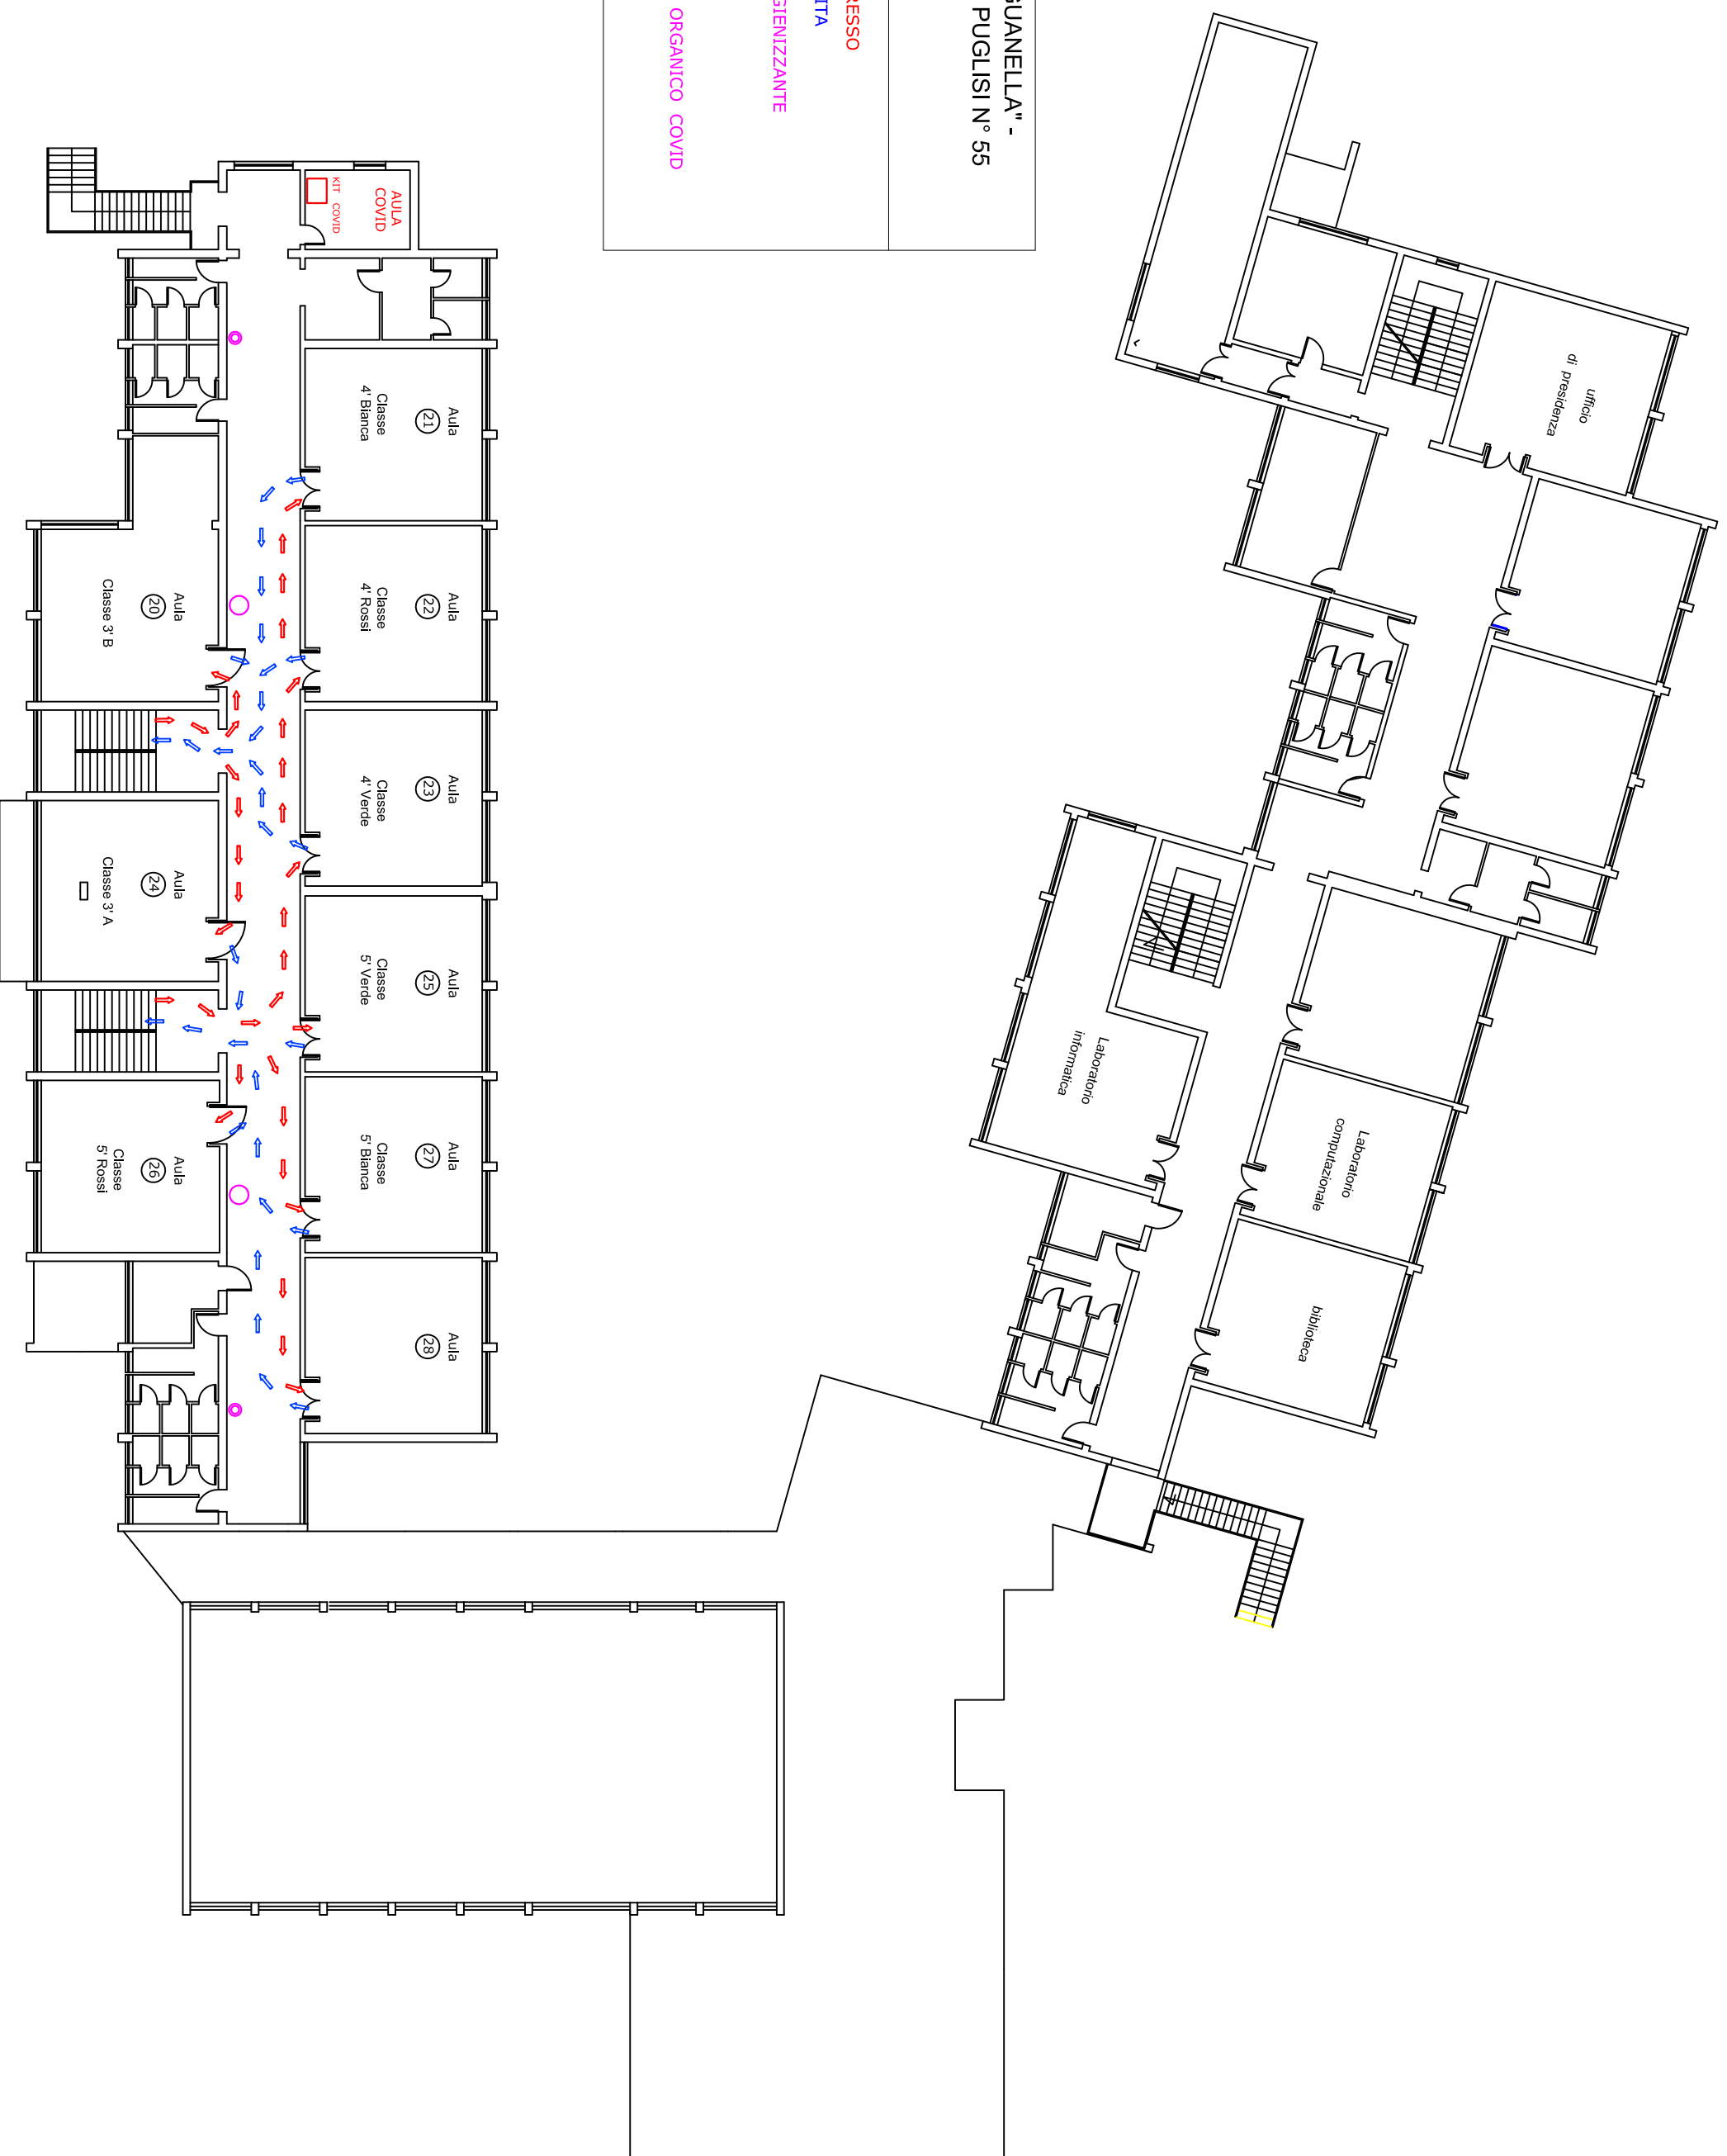 GUANELLA" -
PUGLISI N° 55
RESSO
ITA
GIENIZZANTE
ORGANICO COVID
AULA
COVID
KIT COVID
Aula
21
Classe
4' Bianca
Aula
22
Classe
4' Rossi
Aula
23
Classe
4' Verde
Aula
25
Classe
5' Verde
Aula
27
Classe
5' Bianca
Aula
28
Aula
20
Classe 3' B
Aula
24
Classe 3' A
Aula
26
Classe
5' Rossi
ufficio
di presidenza
Laboratorio
informatica
Laboratorio
computazionale
biblioteca